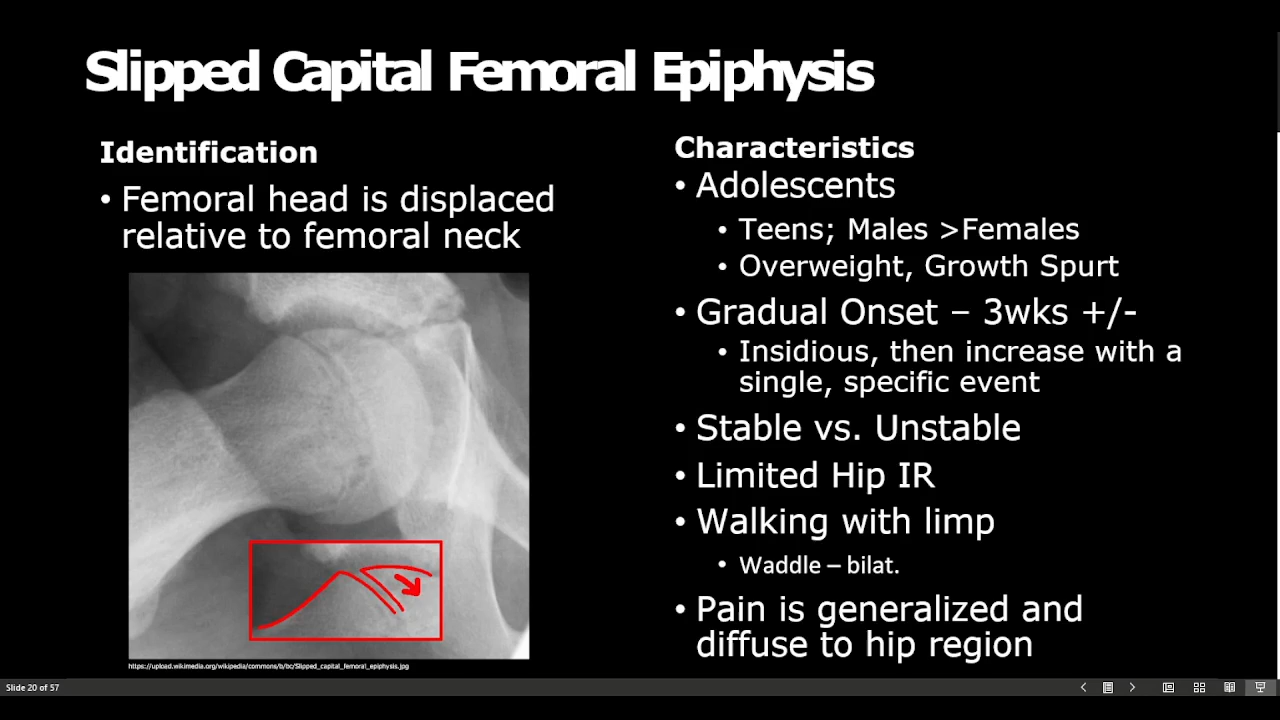 Slipped Capital Femoral Epiphysis
Identification
• Femoral head is displaced
relative to femoral neck
https://upload.wikimedia.org/wikipedia/commons/b/bc/Slipped_capital_femoral_epiphysis.jpg
Characteristics
• Adolescents
• Teens; Males >Females
• Overweight, Growth Spurt
• Gradual Onset – 3wks +/-
• Insidious, then increase with a
single, specific event
• Stable vs. Unstable
• Limited Hip IR
• Walking with limp
• Waddle – bilat.
• Pain is generalized and
diffuse to hip region
Slide 20 of 57